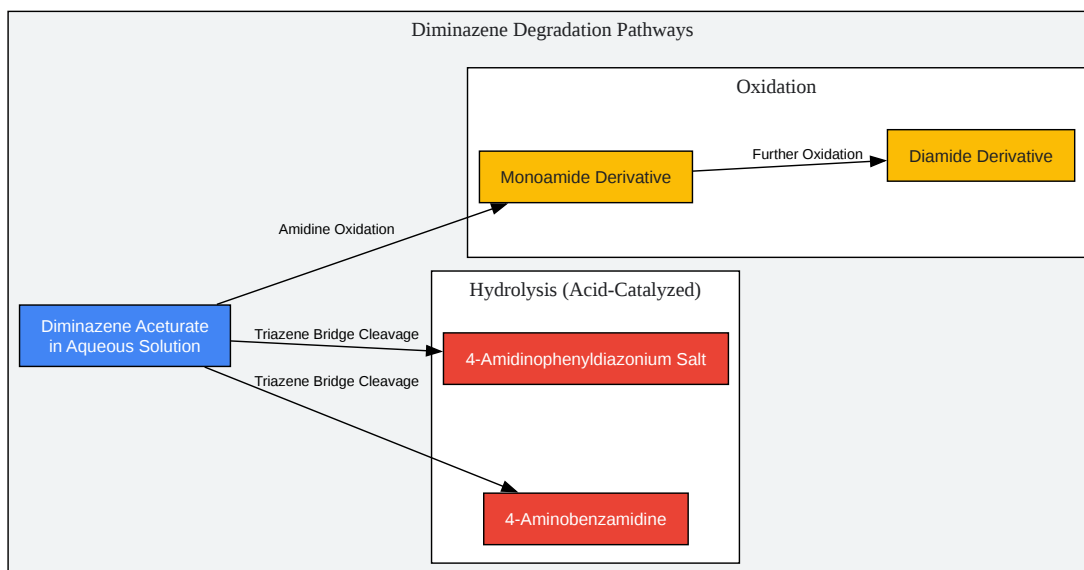 Diminazene Degradation Pathways
Oxidation
Monoamide Derivative
Further Oxidation
Diamide Derivative
Amidine Oxidation
Hydrolysis (Acid-Catalyzed)
Diminazene Aceturate
in Aqueous Solution
Triazene Bridge Cleavage
4-Amidinophenyldiazonium Salt
Triazene Bridge Cleavage
4-Aminobenzamidine